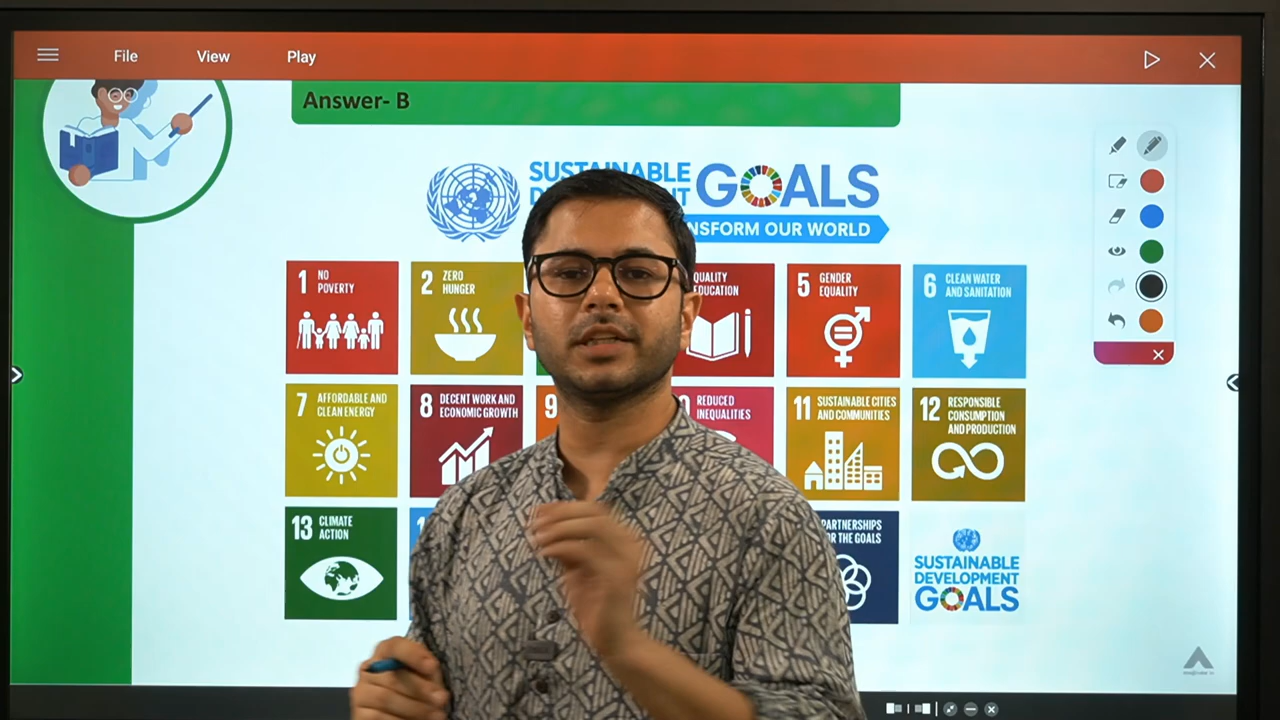 File View Play
Answer- B
SUSTAINABLE
GOALS
NSFORM OUR WORLD
1 NO
POVERTY
2 ZERO
HUNGER
QUALITY
EDUCATION
5 GENDER
EQUALITY
6 CLEAN WATER
AND SANITATION
7 AFFORDABLE AND
CLEAN ENERGY
8 DECENT WORK AND
ECONOMIC GROWTH
9
REDUCED
INEQUALITIES
11 SUSTAINABLE CITIES
AND COMMUNITIES
12 RESPONSIBLE
CONSUMPTION
AND PRODUCTION
13 CLIMATE
ACTION
PARTNERSHIPS
THE GOALS
SUSTAINABLE
DEVELOPMENT
GOALS